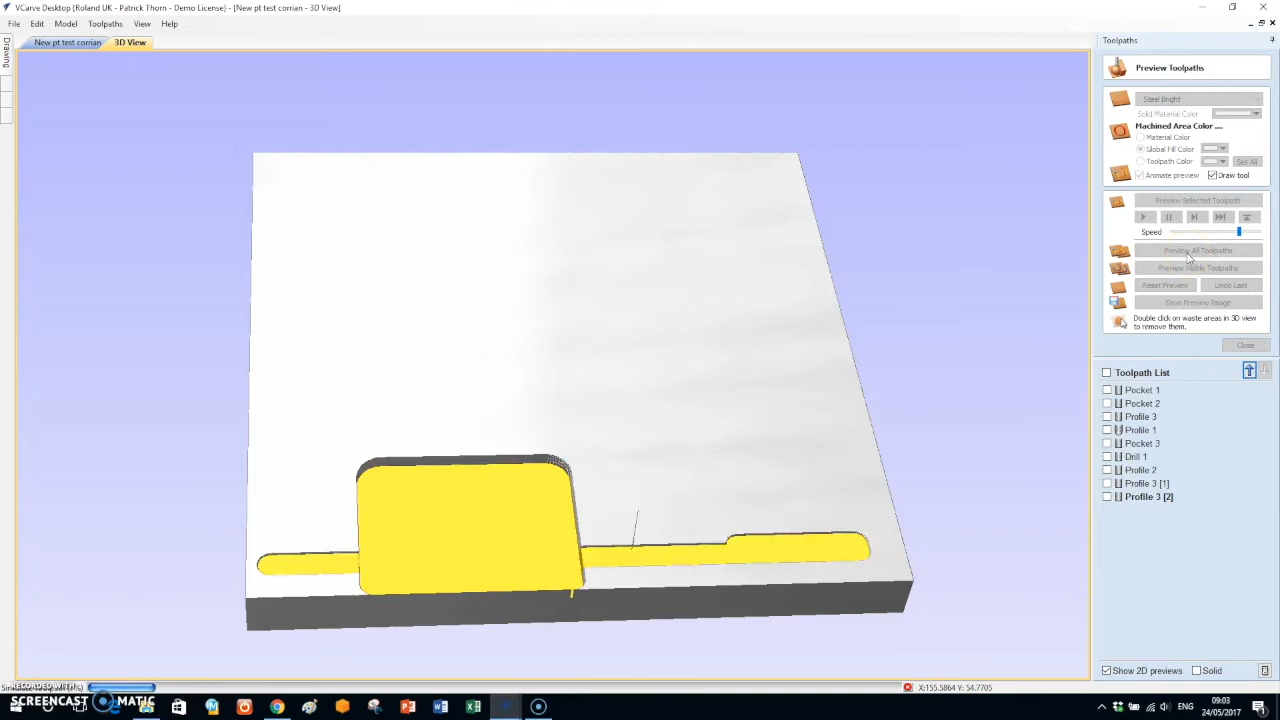 VCarve Desktop {Roland UK - Patrick Thorn - Demo License} - [New pt test corrian - 3D View]
File Edit Model Toolpaths View Help
Drawing
New pt test corrian 3D View
Toolpaths
Preview Toolpaths
Steel Bright
Solid Material Color
Machined Area Color ....
Material Color
Global Fill Color
Toolpath Color Set All
Animate preview Draw tool
Preview Selected Toolpath
Speed
Preview All Toolpaths
Preview Visible Toolpaths
Reset Preview Undo Last
Save Preview Image
Double click on waste areas in 3D view
to remove them.
Close
Toolpath List
Pocket 1
Pocket 2
Profile 3
Profile 1
Pocket 3
Drill 1
Profile 2
Profile 3 [1]
Profile 3 [2]
Show 2D previews Solid
RECORDED WITH
SCREENCAST MATIC
X:155.5864 Y: 54.7705
ENG
09:03
24/05/2017